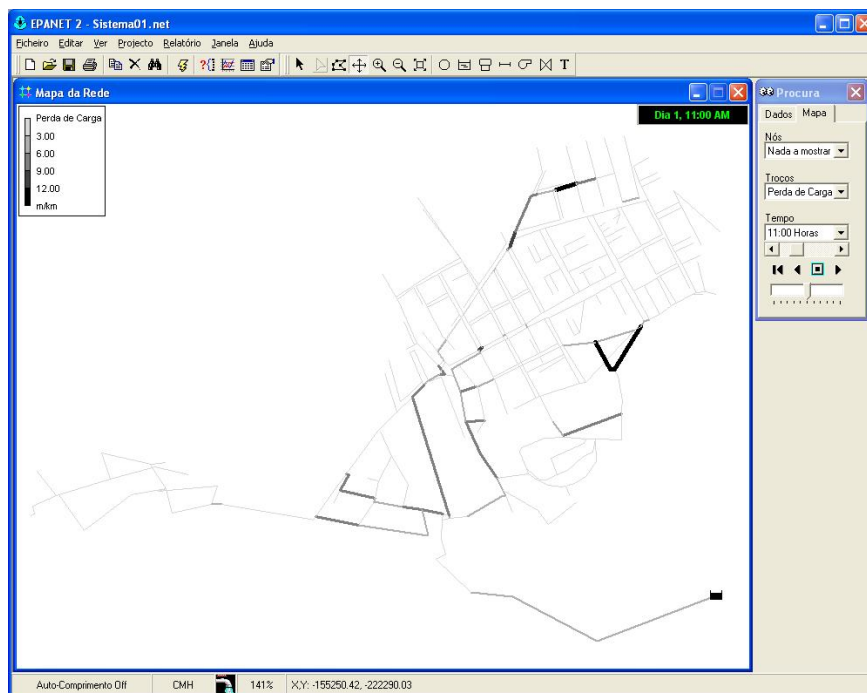 EPANET 2 - Sistema01.net
Ficheiro Editar Ver Projecto Relatório Janela Ajuda
T
Mapa da Rede
Perda de Carga
3.00
6.00
9.00
12.00
m/km
Dia 1, 11:00 AM
Procura
Dados Mapa
Nós
Nada a mostrar
Troços
Perda de Carga
Tempo
11:00 Horas
Auto-Comprimento Off CMH 141% X,Y: -155250.42, -222290.03